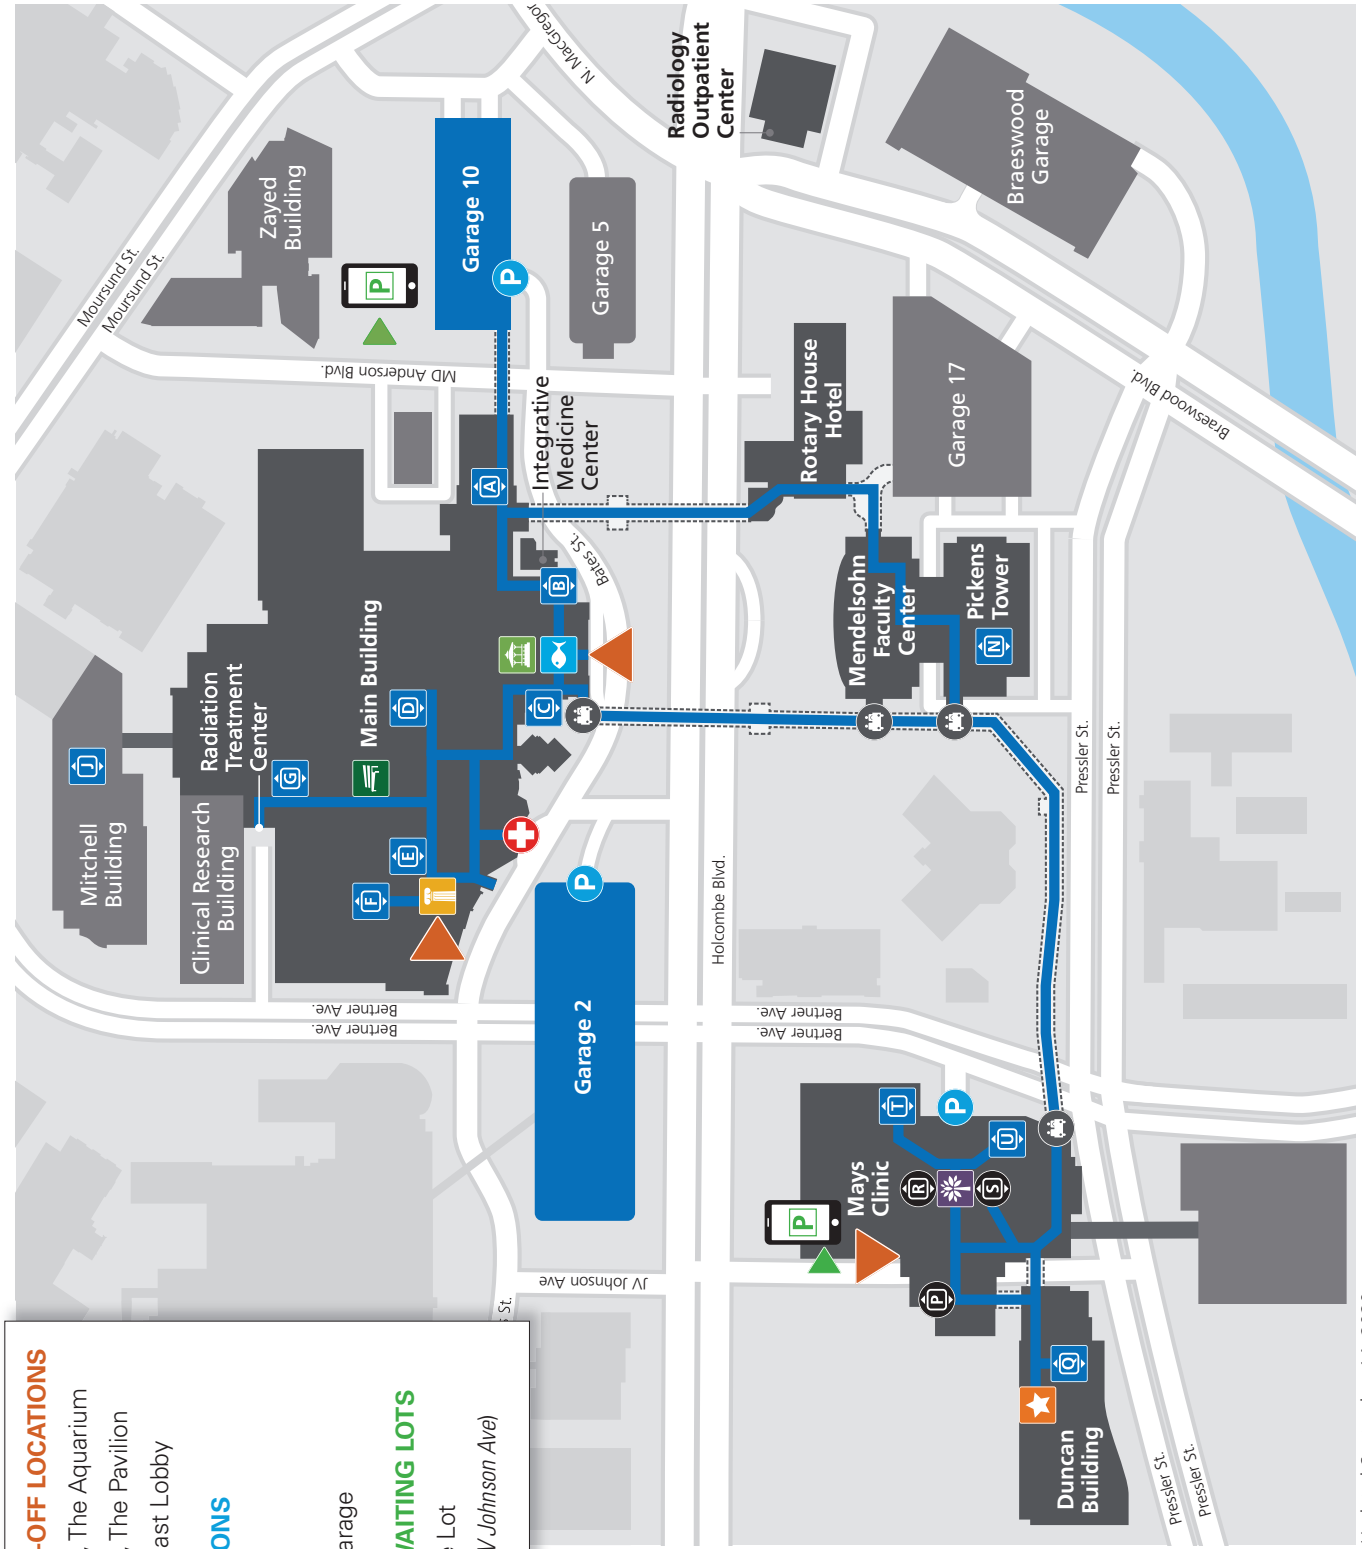 -OFF LOCATIONS
, The Aquarium
, The Pavilion
ast Lobby
ONS
arage
WAITING LOTS
e Lot
V Johnson Ave)
s St.
Moursund St.
Moursund St.
Zayed
Building
P
MD Anderson Blvd.
Garage 10
P
Garage 5
N. MacGregor
Radiology
Outpatient
Center
Braeswood
Garage
Braeswood Blvd.
Garage 17
Rotary House
Hotel
Integrative
Medicine
Center
Bates St.
A
B
C
D
E
F
G
J
Main Building
Radiation
Treatment
Center
Mitchell
Building
Clinical Research
Building
Mendelsohn
Faculty
Center
Pickens
Tower
N
Pressler St.
Pressler St.
Holcombe Blvd.
P
Garage 2
Bertner Ave.
Bertner Ave.
Bertner Ave.
Bertner Ave.
JV Johnson Ave
P
Mays
Clinic
T
P
U
R
S
P
Q
Duncan
Building
Pressler St.
Pressler St.